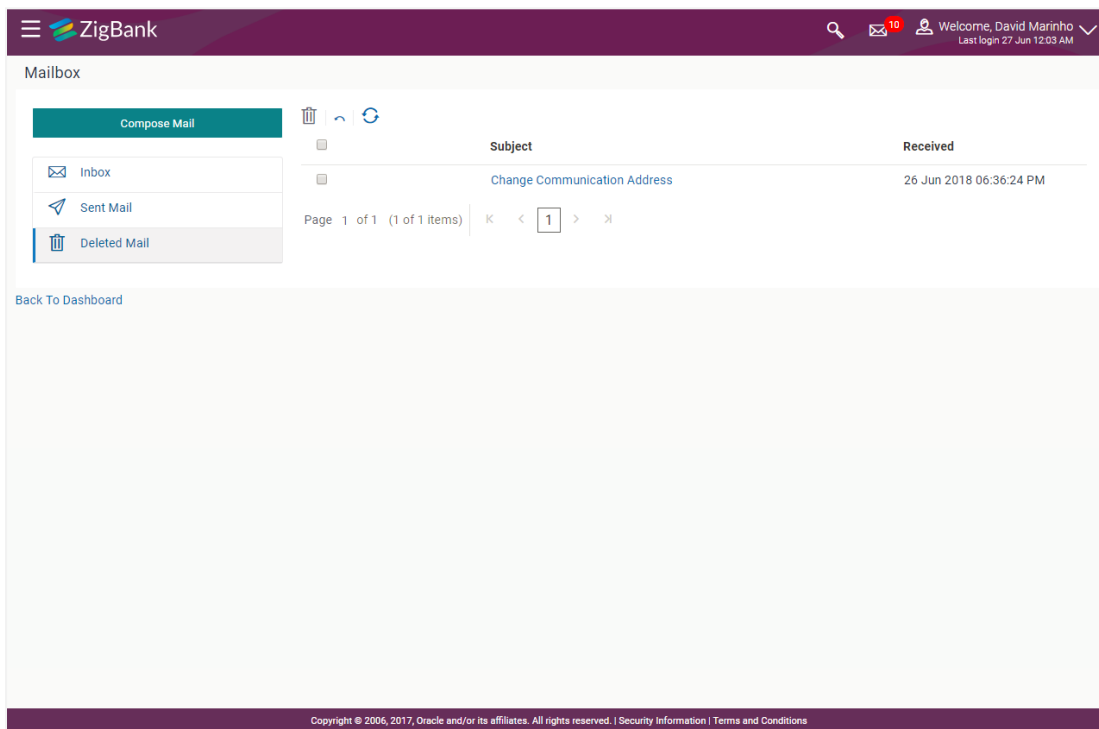 ZigBank
10
Welcome, David Marinho
Last login 27 Jun 12:03 AM
Mailbox
Compose Mail
Inbox
Sent Mail
Deleted Mail
Subject Received
Change Communication Address 26 Jun 2018 06:36:24 PM
Page 1 of 1 (1 of 1 items) K < 1 > Ж
Back To Dashboard
Copyright © 2006, 2017, Oracle and/or its affiliates. All rights reserved. | Security Information | Terms and Conditions